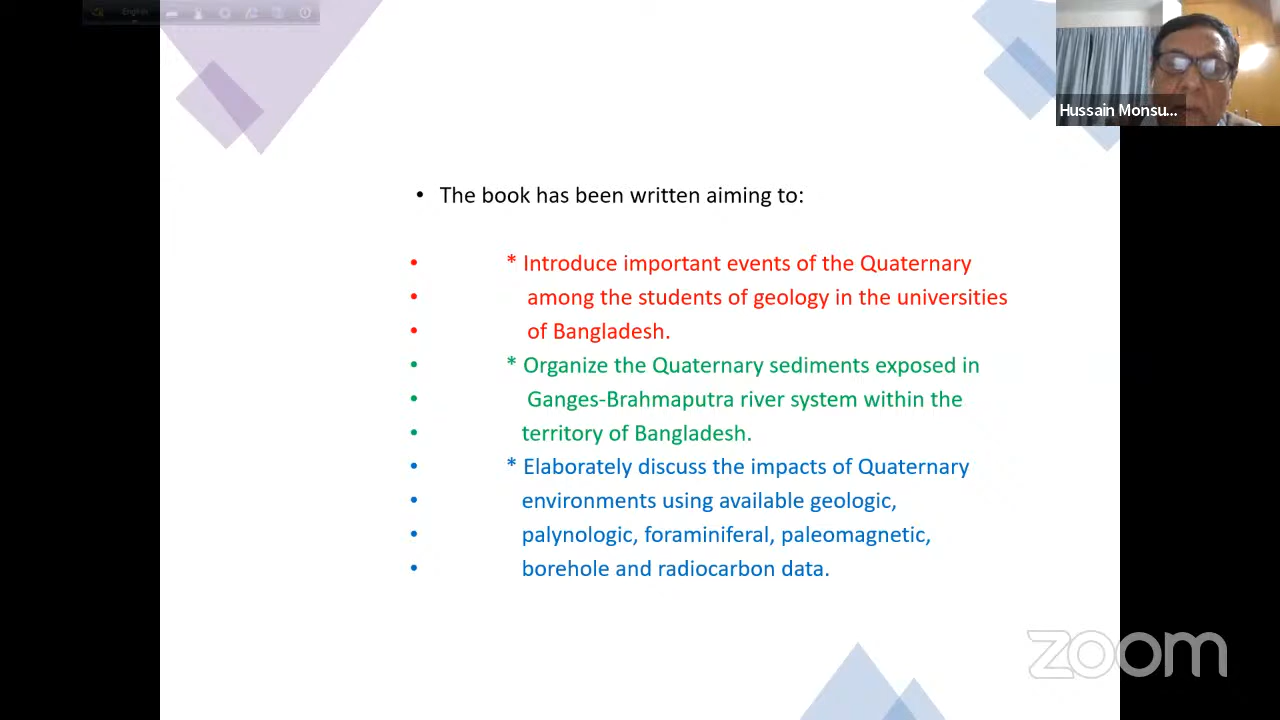 English
Hussain Monsu...
• The book has been written aiming to:
• * Introduce important events of the Quaternary
• among the students of geology in the universities
• of Bangladesh.
• * Organize the Quaternary sediments exposed in
• Ganges-Brahmaputra river system within the
• territory of Bangladesh.
• * Elaborately discuss the impacts of Quaternary
• environments using available geologic,
• palynologic, foraminiferal, paleomagnetic,
• borehole and radiocarbon data.
zoom